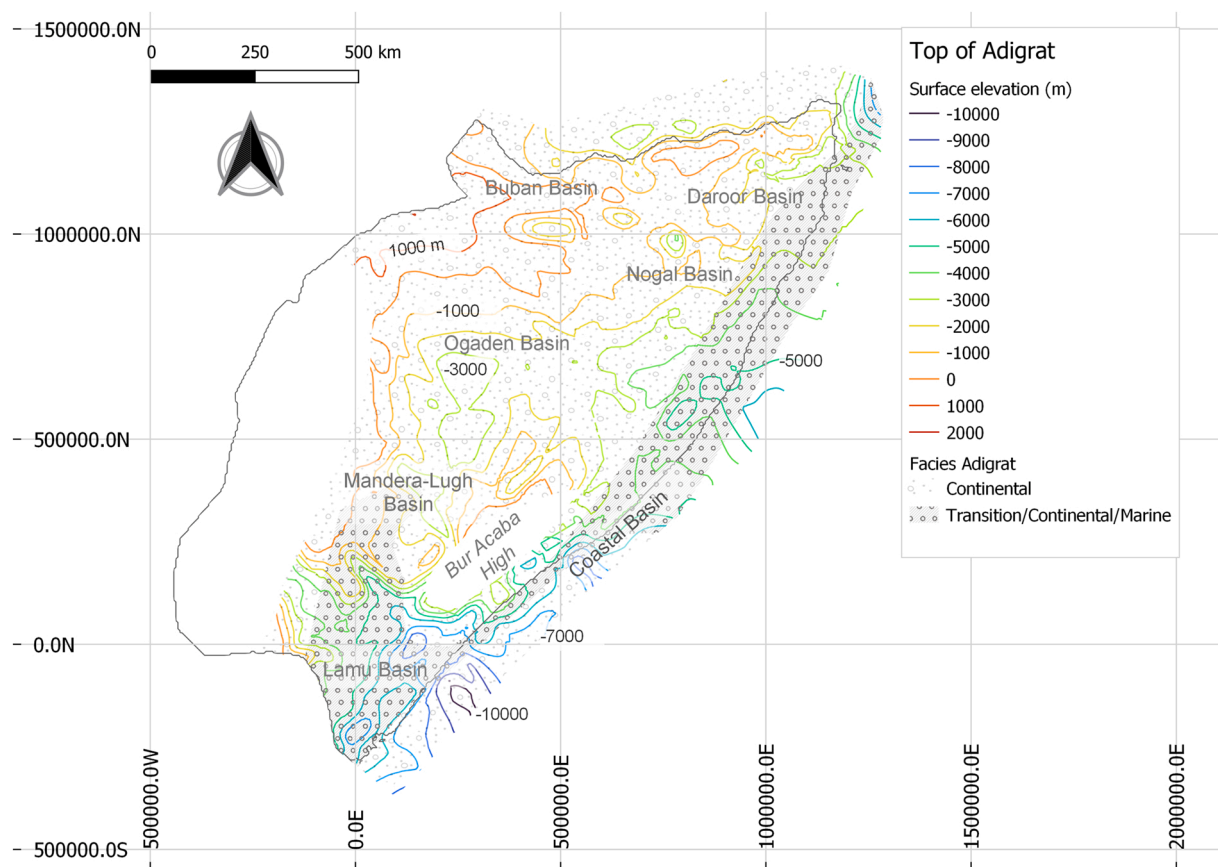 1500000.0N
0 250 500 km
1000000.0N
500000.0N
0.0N
500000.0S
500000.0W
0.0E
500000.0E
1000000.0E
1500000.0E
2000000.0E
Buban Basin
Daroor Basin
1000 m
Nogal Basin
-1000
Ogaden Basin
-3000
-5000
Mandera-Lugh
Basin
Bur Acaba
High
Coastal Basin
-7000
Lamu Basin
-10000
Top of Adigrat
Surface elevation (m)
-10000
-9000
-8000
-7000
-6000
-5000
-4000
-3000
-2000
-1000
0
1000
2000
Facies Adigrat
Continental
Transition/Continental/Marine